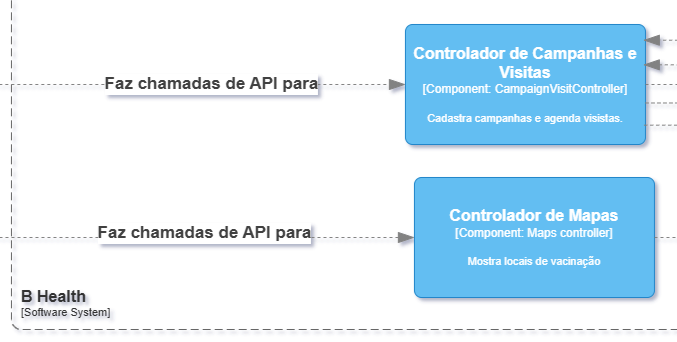 Controlador de Campanhas e
Visitas
[Component: CampaignVisitController]
Cadastra campanhas e agenda visistas.
Faz chamadas de API para
Controlador de Mapas
[Component: Maps controller]
Mostra locais de vacinação
Faz chamadas de API para
B Health
[Software System]